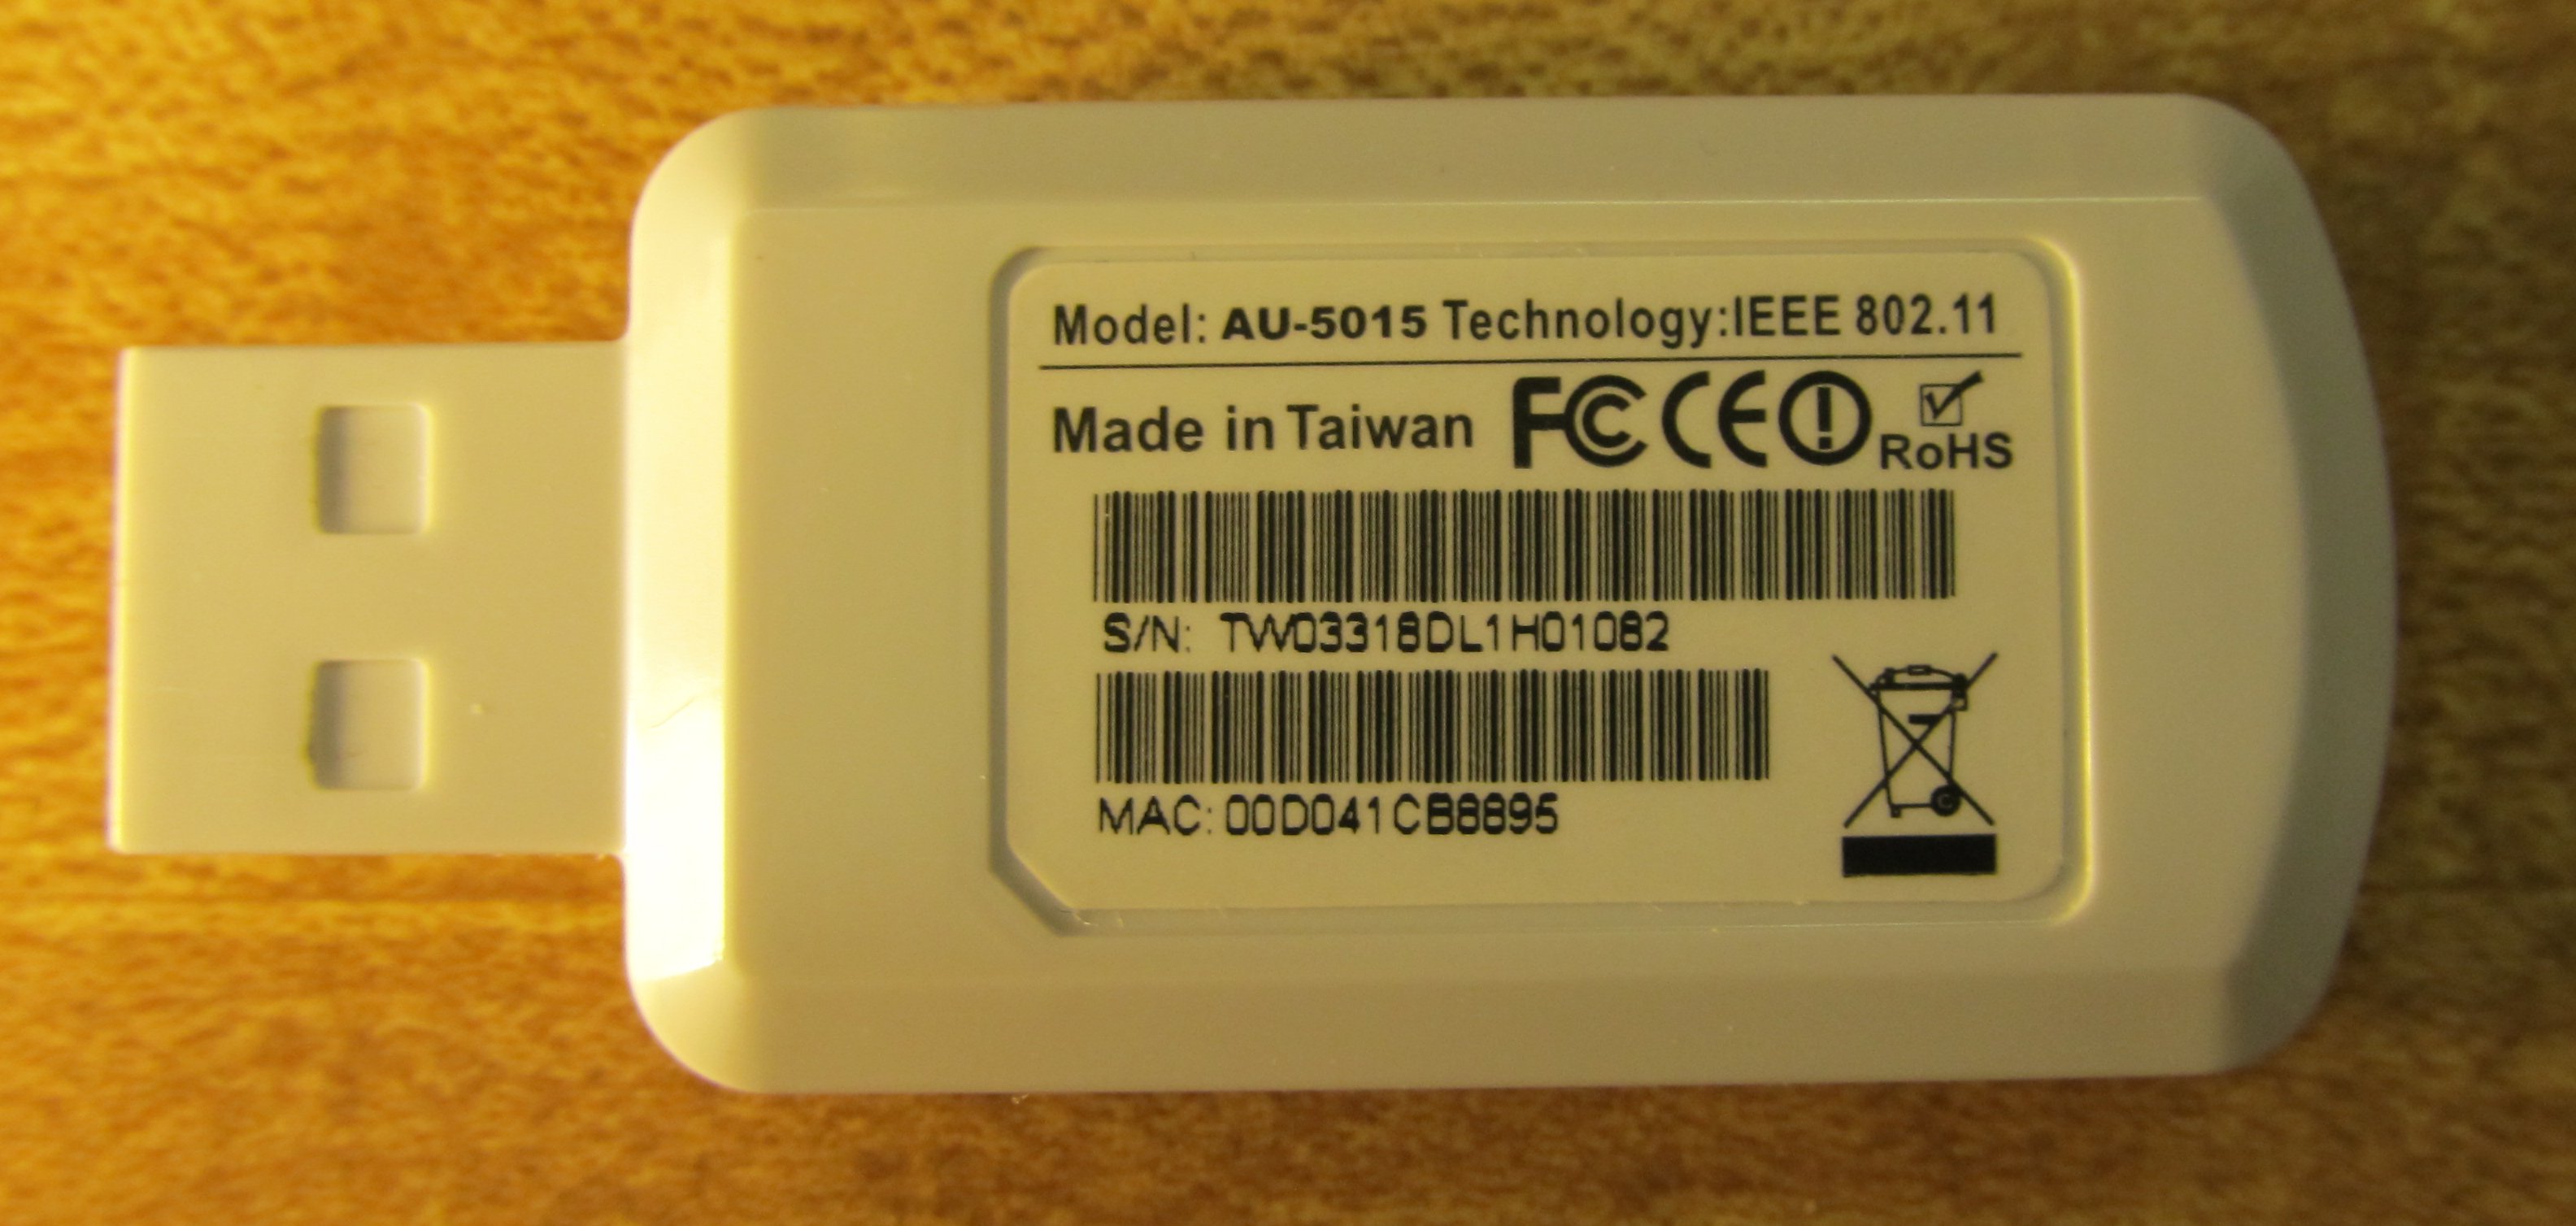 Model: AU-5015 Technology:IEEE 802.11
Made in Taiwan FC CE RoHS
S/N: TW03318DL1H01082
MAC: 00D041CB8895